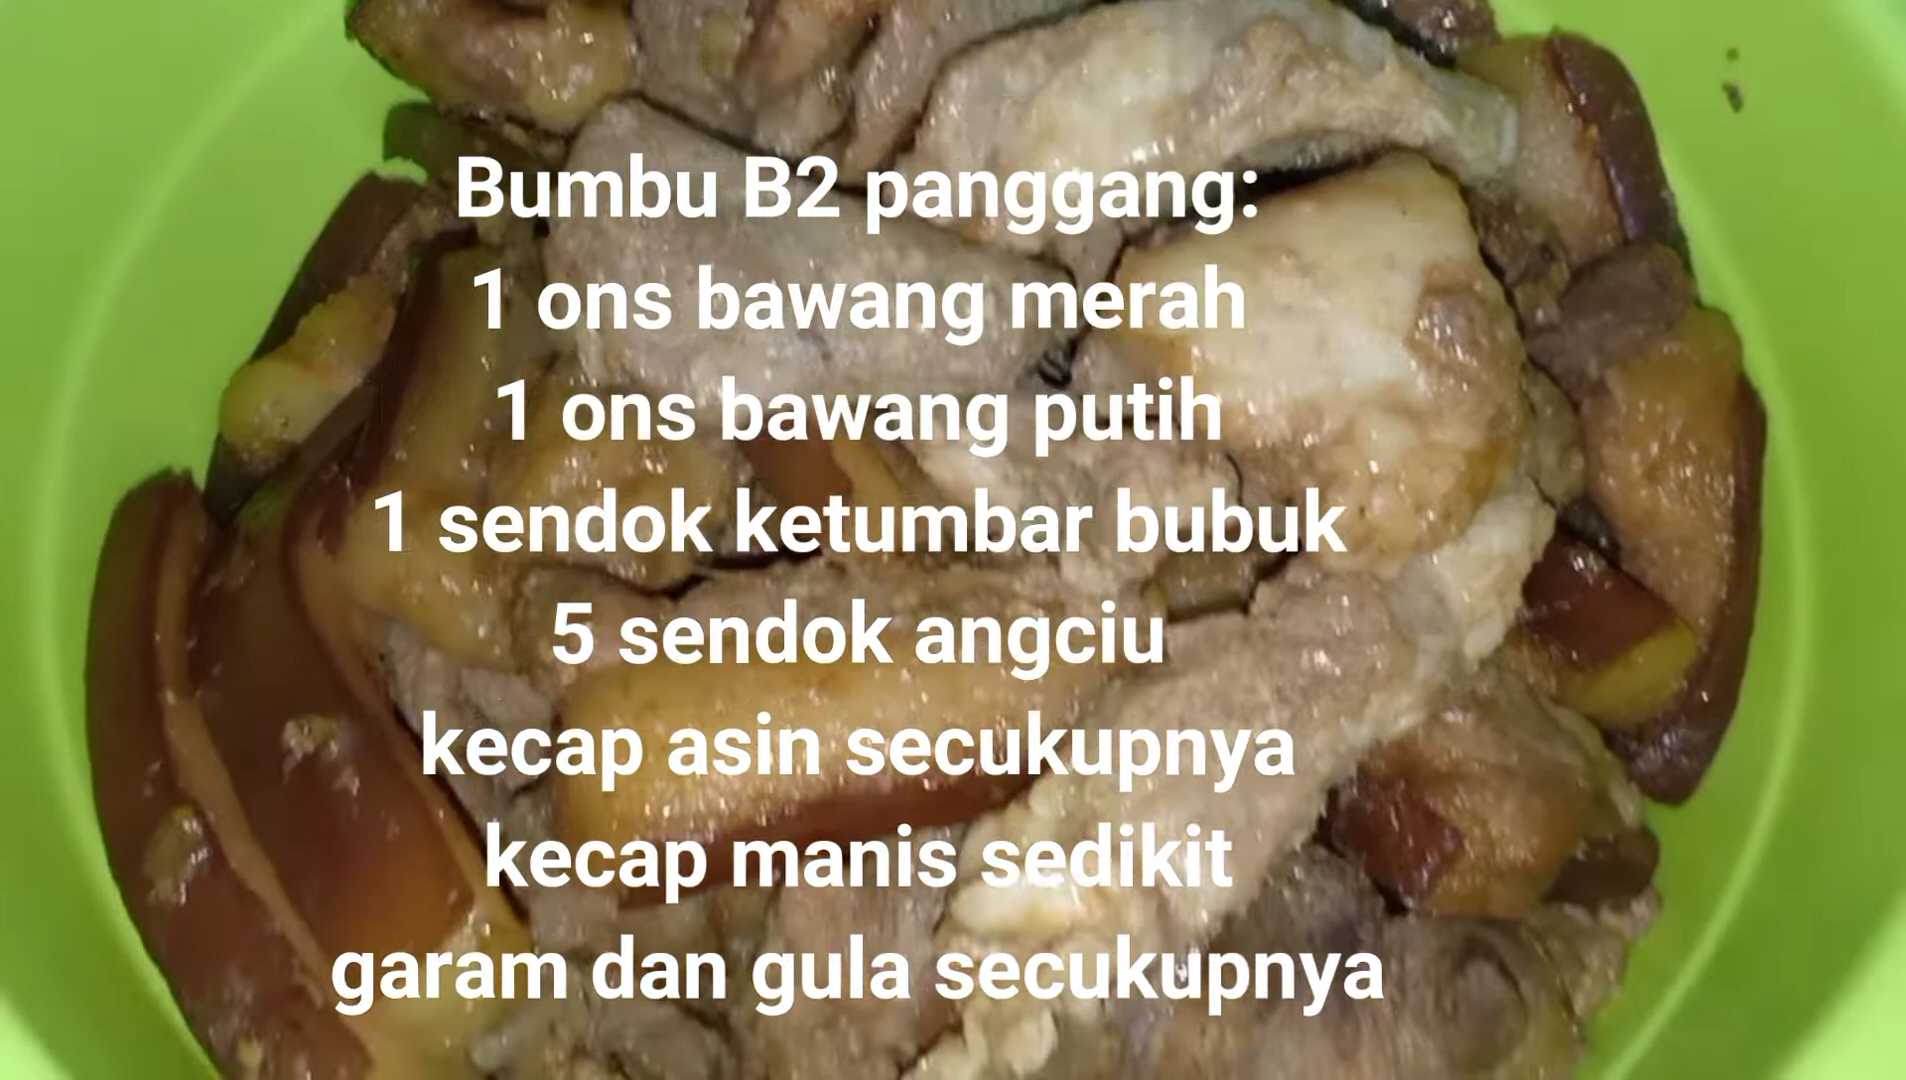 Bumbu B2 panggang:
1 ons bawang merah
1 ons bawang putih
1 sendok ketumbar bubuk
5 sendok angciu
kecap asin secukupnya
kecap manis sedikit
garam dan gula secukupnya